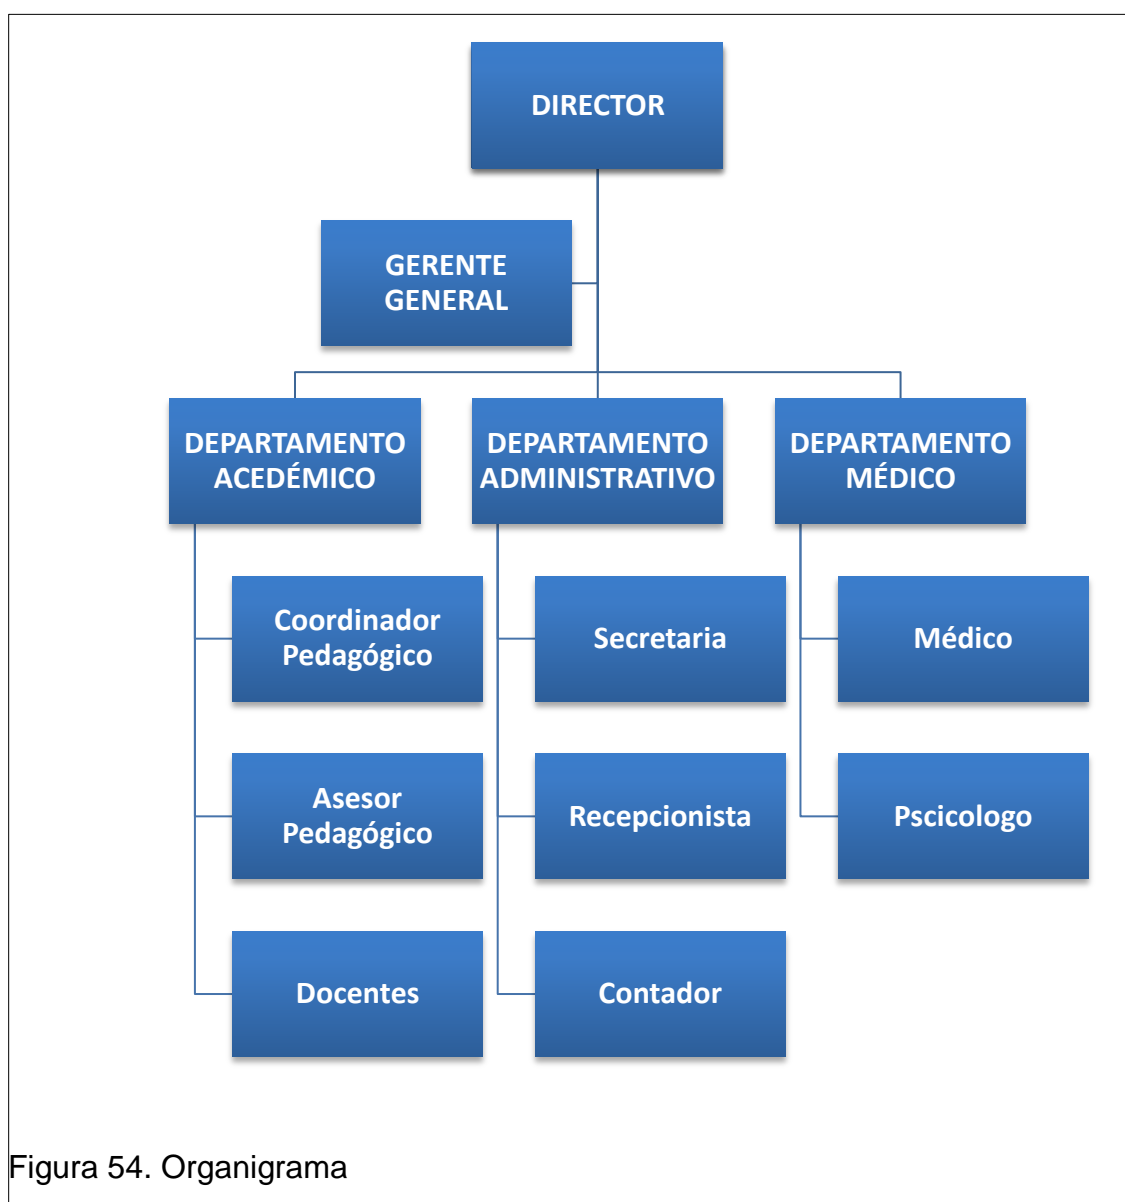 DIRECTOR
GERENTE
GENERAL
DEPARTAMENTO
ACEDÉMICO
DEPARTAMENTO
ADMINISTRATIVO
DEPARTAMENTO
MÉDICO
Coordinador
Pedagógico
Secretaria
Médico
Asesor
Pedagógico
Recepcionista
Pscicologo
Docentes
Contador
Figura 54. Organigrama